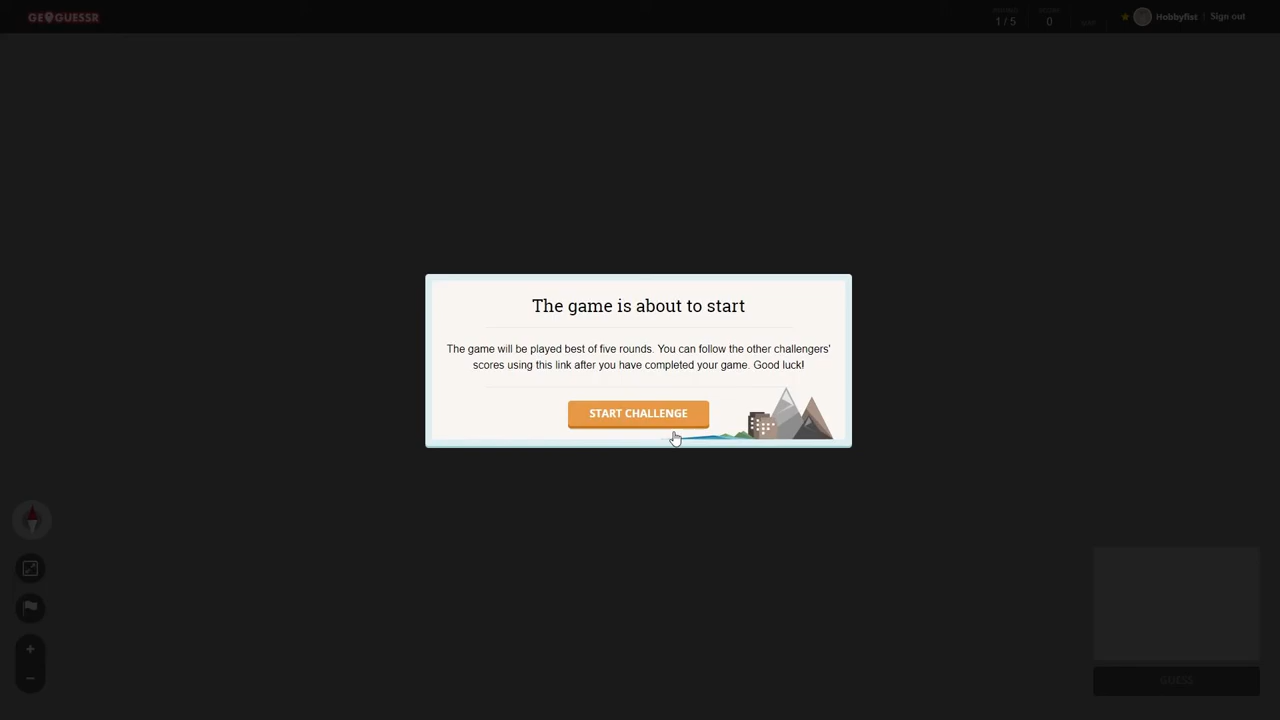 GEOGUESSR
1 / 5
0
Hobbyfist | Sign out
The game is about to start
The game will be played best of five rounds. You can follow the other challengers'
scores using this link after you have completed your game. Good luck!
START CHALLENGE
+
−
GUESS